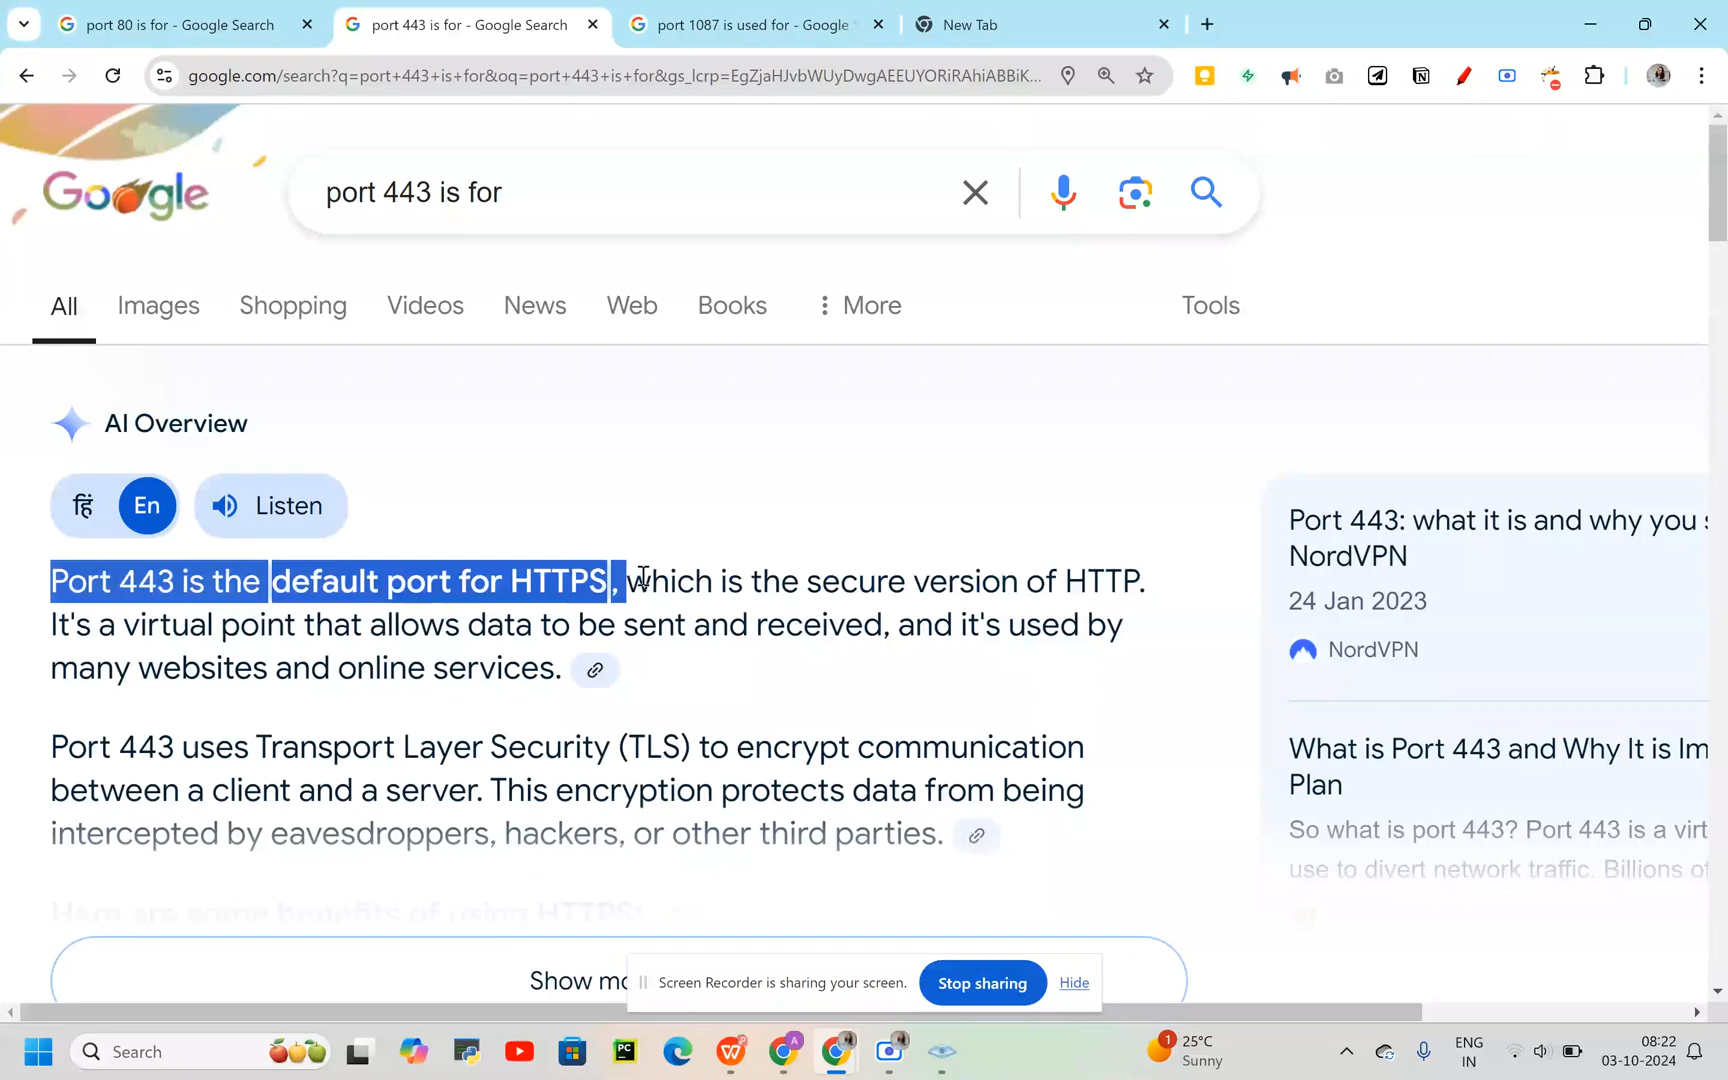 port 80 is for - Google Search
port 443 is for - Google Search
port 1087 is used for - Google
New Tab
google.com/search?q=port+443+is+for&oq=port+443+is+for&gs_lcrp=EgZjaHJvbWUyDwgAEEUYORiRAhiABBiK...
Google
port 443 is for
All Images Shopping Videos News Web Books More Tools
AI Overview
हिं En Listen
Port 443 is the default port for HTTPS, which is the secure version of HTTP.
It's a virtual point that allows data to be sent and received, and it's used by
many websites and online services.
Port 443 uses Transport Layer Security (TLS) to encrypt communication
between a client and a server. This encryption protects data from being
intercepted by eavesdroppers, hackers, or other third parties.
Here are some benefits of using HTTPS:
Show mo
Port 443: what it is and why you
NordVPN
24 Jan 2023
NordVPN
What is Port 443 and Why It is Im
Plan
So what is port 443? Port 443 is a virt
use to divert network traffic. Billions of
Screen Recorder is sharing your screen. Stop sharing Hide
Search
1
25°C
Sunny
ENG
IN
08:22
03-10-2024